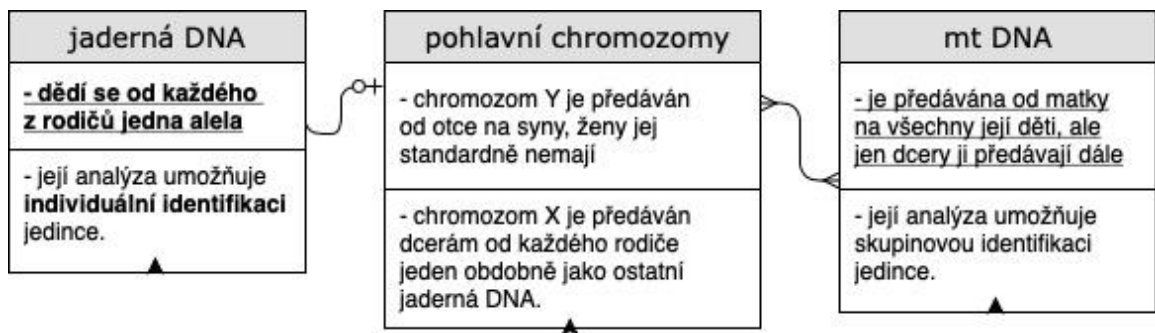 jaderná DNA
- dědí se od každého
z rodičů jedna alela
- její analýza umožňuje
individuální identifikaci
jedince.
pohlavní chromozomy
- chromozom Y je předáván
od otce na syny, ženy jej
standardně nemají
- chromozom X je předáván
dcerám od každého rodiče
jeden obdobně jako ostatní
jaderná DNA.
mt DNA
- je předávána od matky
na všechny její děti, ale
jen dcery ji předávají dále
- její analýza umožňuje
skupinovou identifikaci
jedince.